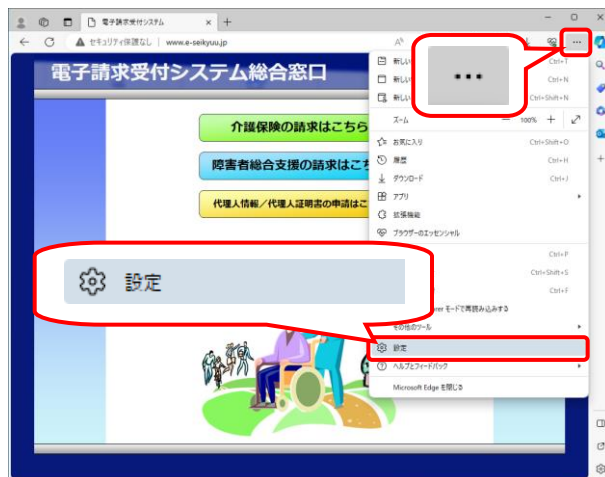 電子請求受付システム
セキュリティ保護なし | www.e-seikyuu.jp
電子請求受付システム総合窓口
介護保険の請求はこちら
障害者総合支援の請求はこち
代理人情報/代理人証明書の申請はこ
新しい
Ctrl+T
新しい
Ctrl+N
新しい
Ctrl+Shift+N
ズーム
100%
お気に入り
Ctrl+Shift+O
履歴
Ctrl+H
ダウンロード
Ctrl+J
アプリ
拡張機能
ブラウザーのエッセンシャル
Ctrl+P
Ctrl+Shift+S
Ctrl+F
rer モードで再読み込みする
その他のツール
設定
設定
ヘルプとフィードバック
Microsoft Edge を閉じる